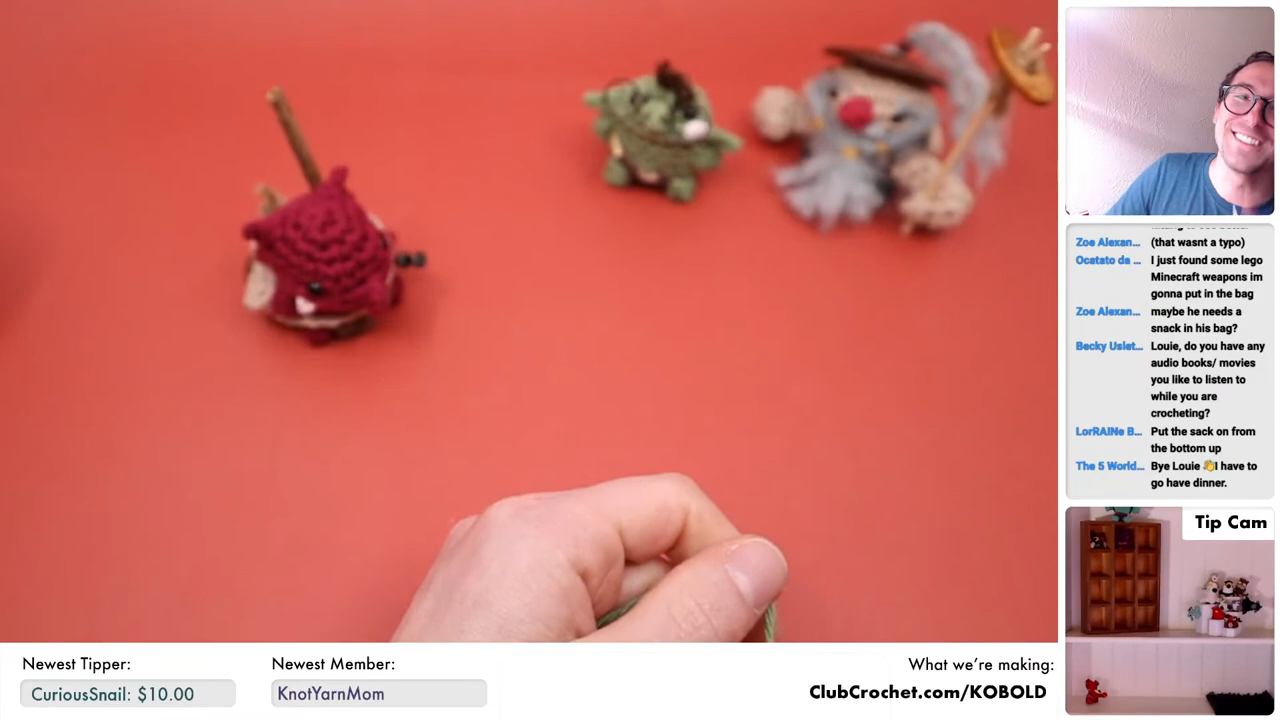 Zoe Alexan... (that wasnt a typo)
Ocatato da ... I just found some lego
Minecraft weapons im
gonna put in the bag
Zoe Alexan... maybe he needs a
snack in his bag?
Becky Uslet... Louie, do you have any
audio books/ movies
you like to listen to
while you are
crocheting?
LorRAINe B... Put the sack on from
the bottom up
The 5 World... Bye Louie 👋I have to
go have dinner.
Tip Cam
Newest Tipper:
CuriousSnail: $10.00
Newest Member:
KnotYarnMom
What we're making:
ClubCrochet.com/KOBOLD